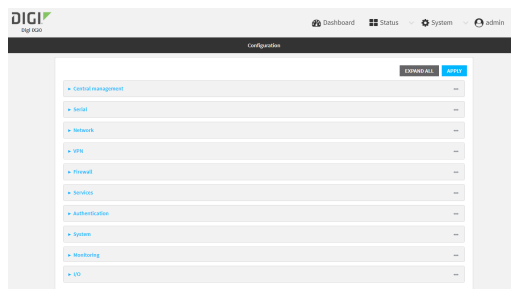 DIGI
Digi IX20
Dashboard Status System admin
Configuration
EXPAND ALL APPLY
Central management
Serial
Network
VPN
Firewall
Services
Authentication
System
Monitoring
I/O